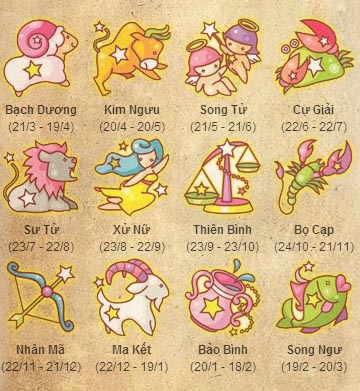 Bạch Dương Kim Ngưu Song Tử Cự Giải
(21/3 - 19/4) (20/4 - 20/5) (21/5 - 21/6) (22/6 - 22/7)
Sư Tử Xử Nữ Thiên Bình Bọ Cạp
(23/7 - 22/8) (23/8 - 22/9) (23/9 - 23/10) (24/10 - 21/11)
Nhân Mã Ma Kết Bảo Bình Song Ngư
(22/11 - 21/12) (22/12 - 19/1) (20/1 - 18/2) (19/2 - 20/3)